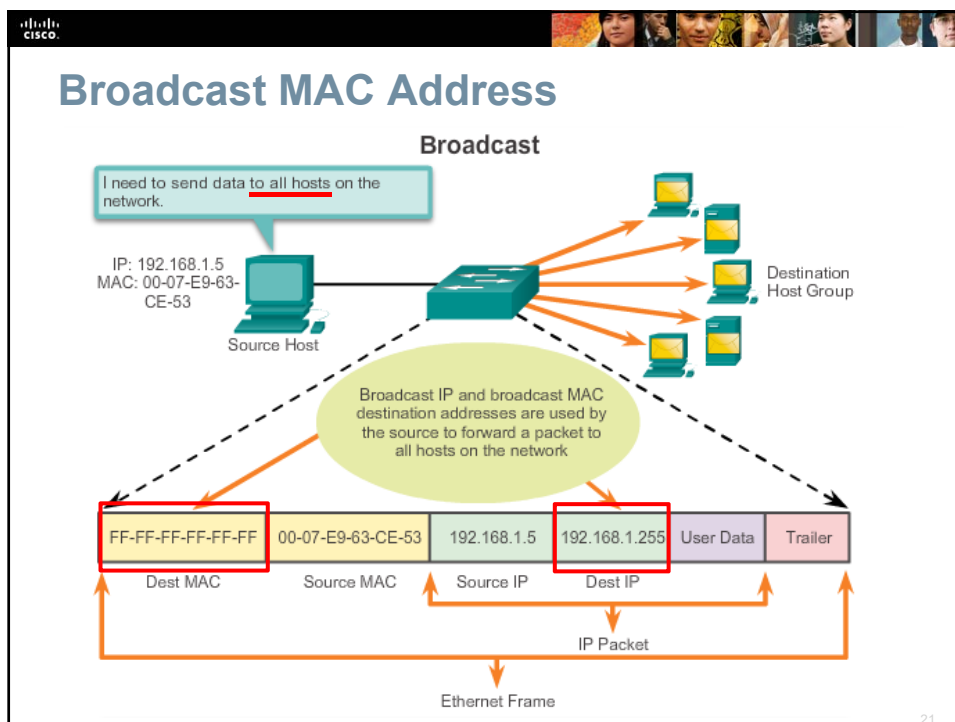 CISCO.
Broadcast MAC Address
Broadcast
I need to send data to all hosts on the
network.
IP: 192.168.1.5
MAC: 00-07-E9-63-
CE-53
Source Host
Destination
Host Group
Broadcast IP and broadcast MAC
destination addresses are used by
the source to forward a packet to
all hosts on the network
FF-FF-FF-FF-FF-FF 00-07-E9-63-CE-53 192.168.1.5 192.168.1.255 User Data Trailer
Dest MAC Source MAC Source IP Dest IP
IP Packet
Ethernet Frame
21